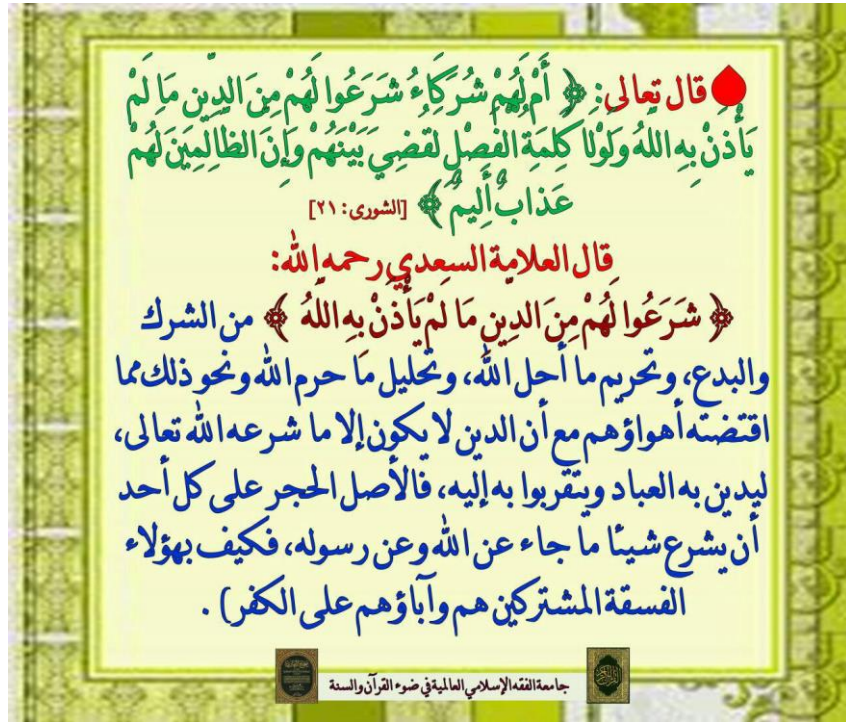 قال تعالى: ﴿ أَمْ لَهُمْ شُرَكَاءُ شَرَعُوا لَهُمْ مِنَ الدِّينِ مَا لَمْ
يَأْذَنْ بِهِ اللَّهُ وَلَوْلَا كَلِمَةُ الْفَصْلِ لَقُضِيَ بَيْنَهُمْ وَإِنَّ الظَّالِمِينَ لَهُمْ
عَذَابٌ أَلِيمٌ ﴾ [الشورى: ٢١]
قال العلامة السعدي رحمه الله:
﴿ شَرَعُوا لَهُمْ مِنَ الدِينِ مَا لَمْ يَأْذَنْ بِهِ اللَّهُ ﴾ من الشرك
والبدع، وتحريم ما أحل الله، وتحليل ما حرم الله ونحو ذلك مما
اقتضته أهواؤهم مع أن الدين لا يكون إلا ما شرعه الله تعالى،
ليدين به العباد ويتقربوا به إليه، فالأصل الحجر على كل أحد
أن يشرع شيئا ما جاء عن الله وعن رسوله، فكيف بهؤلاء
الفسقة المشتركين هم وآباؤهم على الكفر) .
جامعة الفقه الإسلامي العالمية في ضوء القرآن والسنة